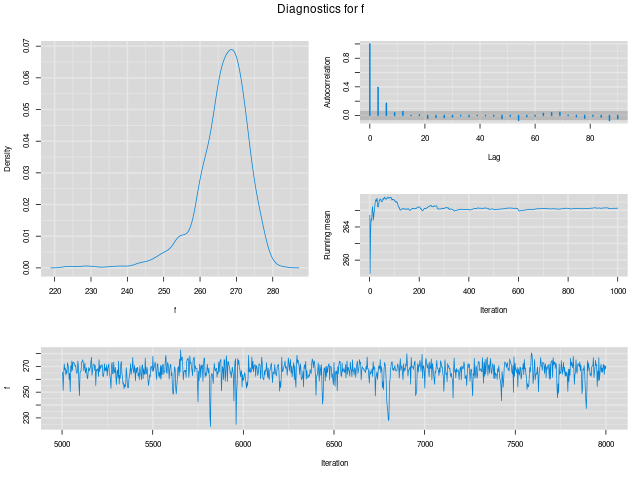 Diagnostics for f
Density
0.00 0.01 0.02 0.03 0.04 0.05 0.06 0.07
220 230 240 250 260 270 280
f
Autocorrelation
0.0 0.4 0.8
0 20 40 60 80
Lag
Running mean
260 264
0 200 400 600 800 1000
Iteration
f
230 250 270
5000 5500 6000 6500 7000 7500 8000
Iteration